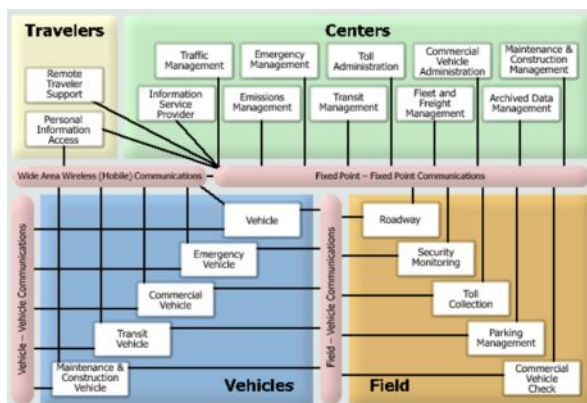 Travelers
Centers
Remote
Traveler
Support
Personal
Information
Access
Traffic
Management
Emergency
Management
Toll
Administration
Commercial
Vehicle
Administration
Maintenance &
Construction
Management
Information
Service
Provider
Emissions
Management
Transit
Management
Fleet and
Freight
Management
Archived Data
Management
Wide Area Wireless (Mobile) Communications
Fixed Point – Fixed Point Communications
Vehicle – Vehicle Communications
Vehicle
Emergency
Vehicle
Commercial
Vehicle
Transit
Vehicle
Maintenance &
Construction
Vehicle
Vehicles
Field – Vehicle Communications
Roadway
Security
Monitoring
Toll
Collection
Parking
Management
Commercial
Vehicle
Check
Field